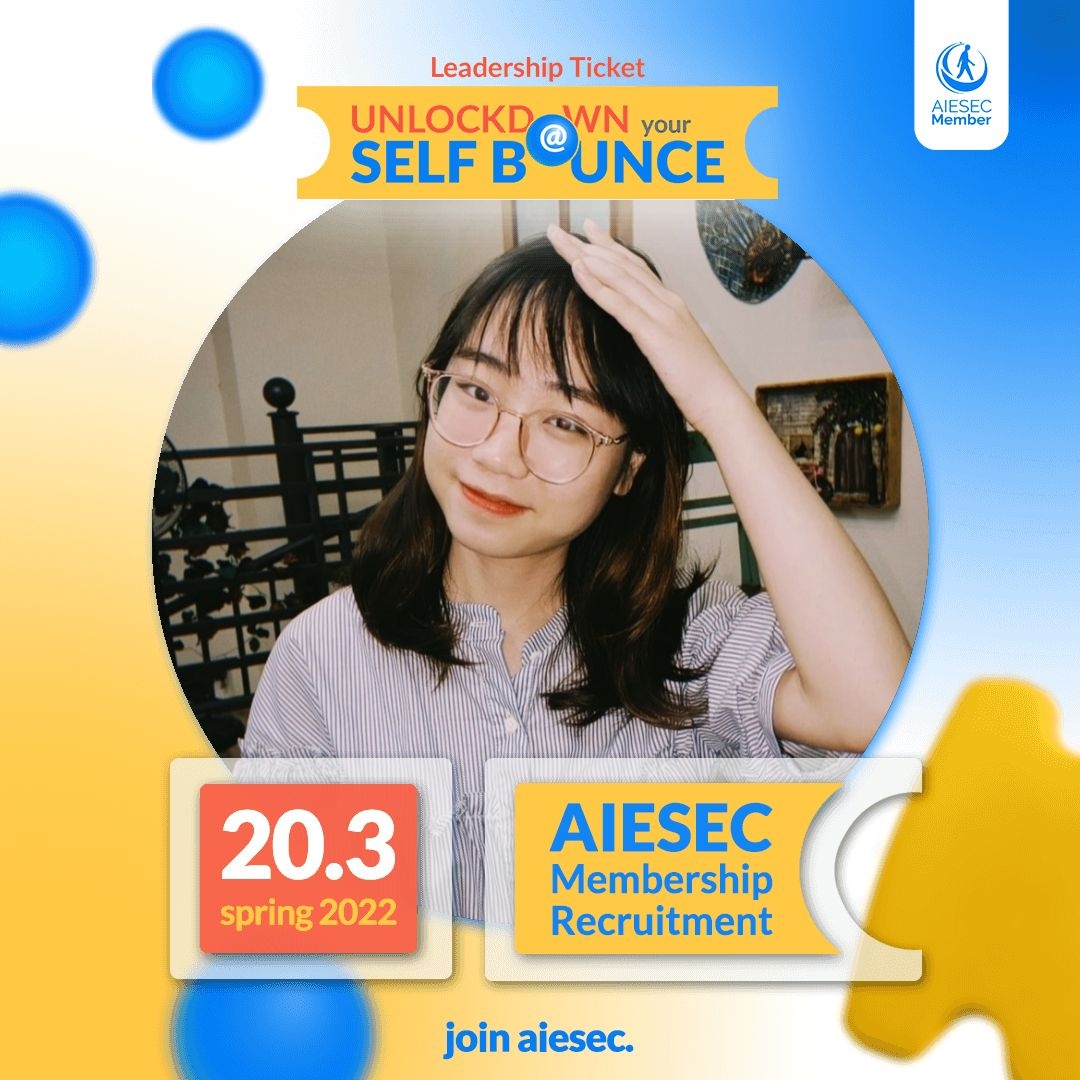 Leadership Ticket
UNLOCKD@WN your
SELF B@UNCE
AIESEC
Member
20.3
spring 2022
AIESEC
Membership
Recruitment
join aiesec.